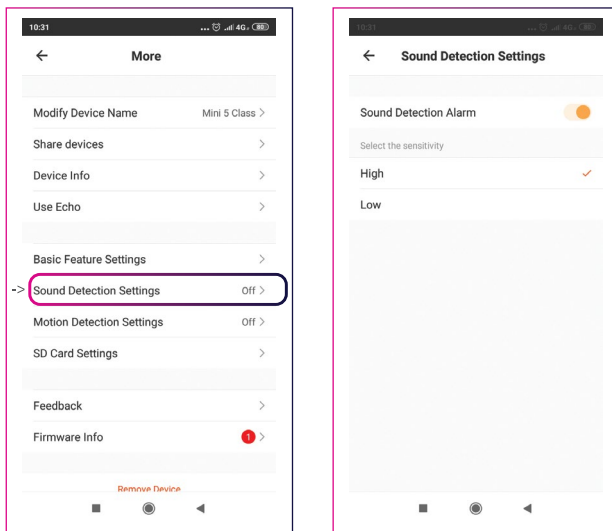 10:31 ... 4G 80
More
Modify Device Name Mini 5 Class >
Share devices >
Device Info >
Use Echo >
Basic Feature Settings >
-> Sound Detection Settings Off >
Motion Detection Settings Off >
SD Card Settings >
Feedback >
Firmware Info 1 >
Remove Device
10:31 ... 4G 80
Sound Detection Settings
Sound Detection Alarm
Select the sensitivity
High
Low